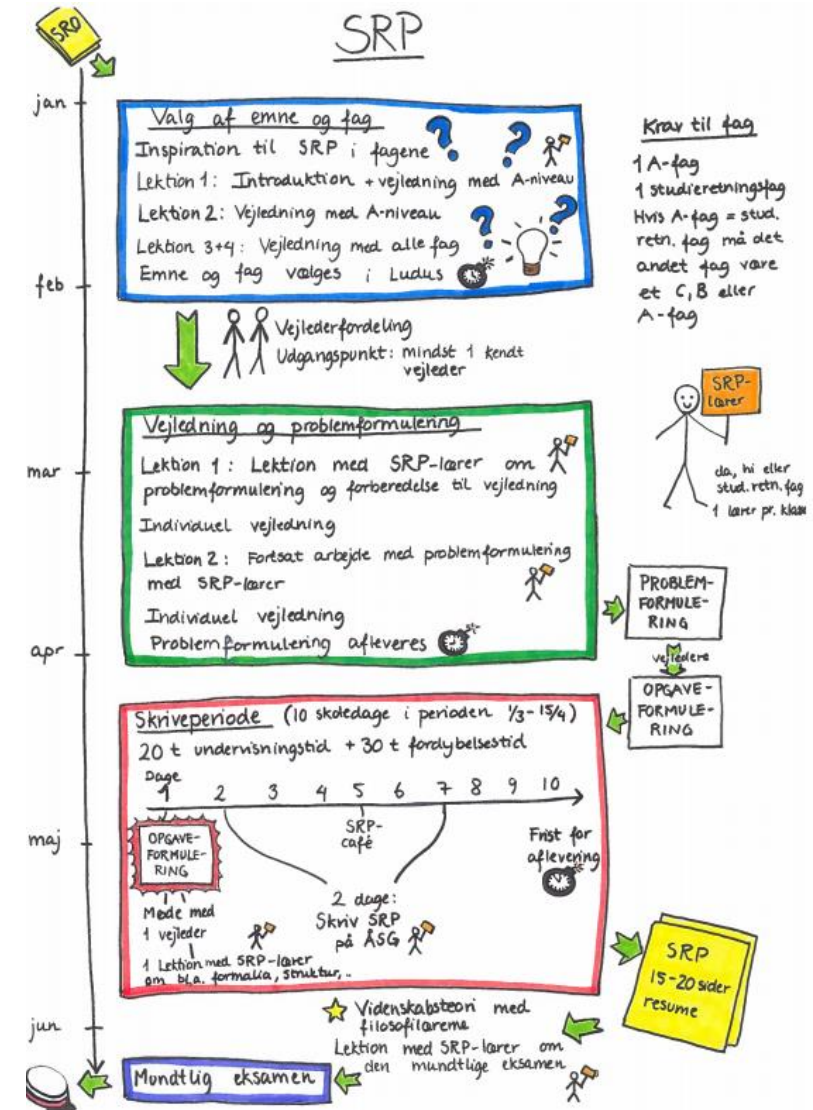 SRO
SRP
jan
Valg af emne og fag
Inspiration til SRP i fagene
Lektion 1: Introduktion + vejledning med A-niveau
Lektion 2: Vejledning med A-niveau
Lektion 3+4: Vejledning med alle fag
Emne og fag vælges i Ludus
Krav til fag
1 A-fag
1 studieretningsfag
Hvis A-fag = stud.
retn. fag må det
andet fag være
et C, B eller
A-fag
feb
Vejlederfordeling
Udgangspunkt: mindst 1 kendt
vejleder
SRP-
lærer
da, hi eller
stud. retn. fag
1 lærer pr. klasse
mar
Vejledning og problemformulering
Lektion 1: Lektion med SRP-lærer om
problemformulering og forberedelse til vejledning
Individuel vejledning
Lektion 2: Fortsat arbejde med problemformulering
med SRP-lærer
Individuel vejledning
Problemformulering afleveres
PROBLEM-
FORMULE-
RING
vejledere
OPGAVE-
FORMULE-
RING
apr
Skriveperiode (10 skoledage i perioden 1/3-15/4)
20 t undervisningstid + 30 t fordybelsestid
Dage
1 2 3 4 5 6 7 8 9 10
maj
OPGAVE-
FORMULE-
RING
SRP-
café
Frist for
aflevering
Møde med
1 vejleder
1 Lektion med SRP-lærer
om bl.a. formalia, struktur,..
2 dage:
Skriv SRP
på ÅSG
SRP
15-20 sider
resume
jun
Videnskabsteori med
filosofilærerne
Lektion med SRP-lærer om
den mundtlige eksamen
Mundtlig eksamen